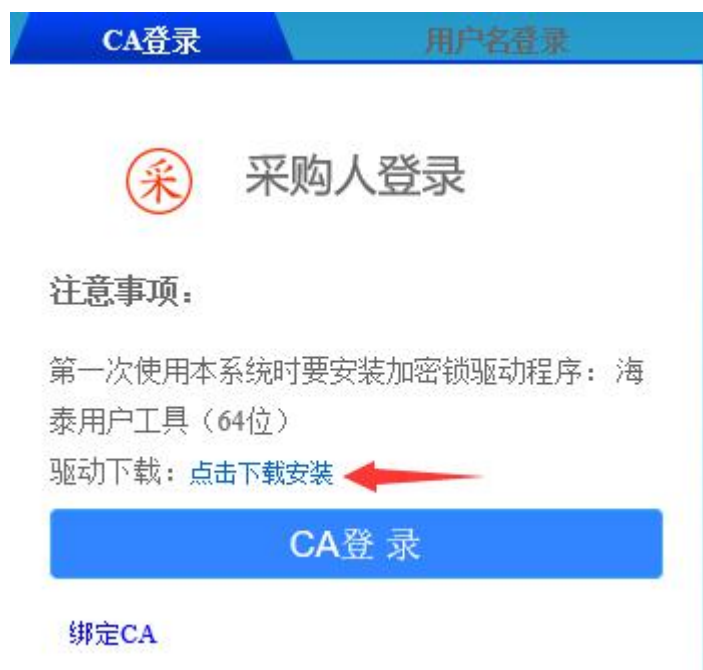 CA登录 用户名登录
采 采购人登录
注意事项：
第一次使用本系统时要安装加密锁驱动程序：海
泰用户工具（64位）
驱动下载：点击下载安装
CA登 录
绑定CA